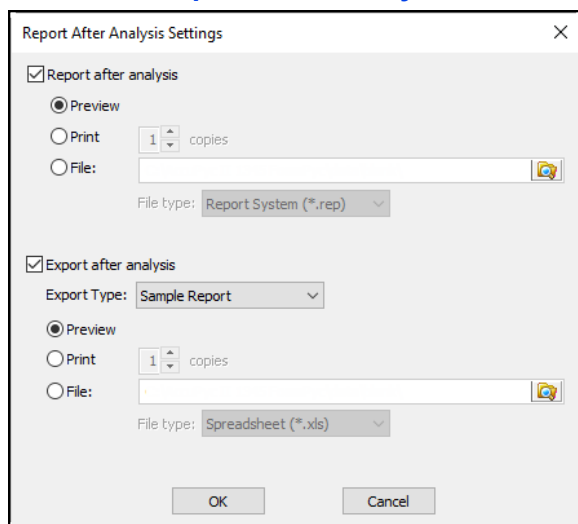 Report After Analysis Settings
Report after analysis
Preview
Print 1 copies
File:
File type: Report System (*.rep)
Export after analysis
Export Type: Sample Report
Preview
Print 1 copies
File:
File type: Spreadsheet (*.xls)
OK Cancel